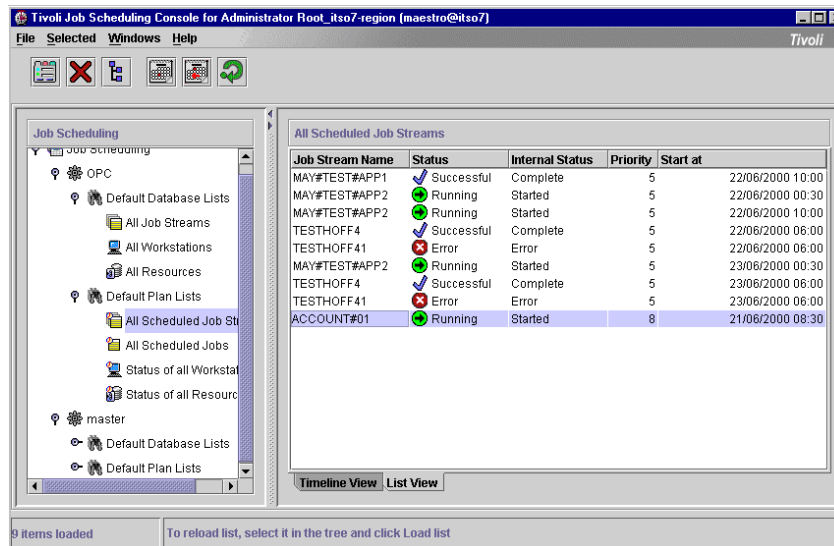 Tivoli Job Scheduling Console for Administrator Root_itso7-region (maestro@itso7)
File Selected Windows Help
Tivoli
Job Scheduling
Job Scheduling
OPC
Default Database Lists
All Job Streams
All Workstations
All Resources
Default Plan Lists
All Scheduled Job Str
All Scheduled Jobs
Status of all Workstat
Status of all Resourc
master
Default Database Lists
Default Plan Lists
All Scheduled Job Streams
Job Stream Name Status Internal Status Priority Start at
MAY#TEST#APP1 Successful Complete 5 22/06/2000 10:00
MAY#TEST#APP2 Running Started 5 22/06/2000 00:30
MAY#TEST#APP2 Running Started 5 22/06/2000 10:00
TESTHOFF4 Successful Complete 5 22/06/2000 06:00
TESTHOFF41 Error Error 5 22/06/2000 06:00
MAY#TEST#APP2 Running Started 5 23/06/2000 00:30
TESTHOFF4 Successful Complete 5 23/06/2000 06:00
TESTHOFF41 Error Error 5 23/06/2000 06:00
ACCOUNT#01 Running Started 8 21/06/2000 08:30
Timeline View List View
9 items loaded
To reload list, select it in the tree and click Load list